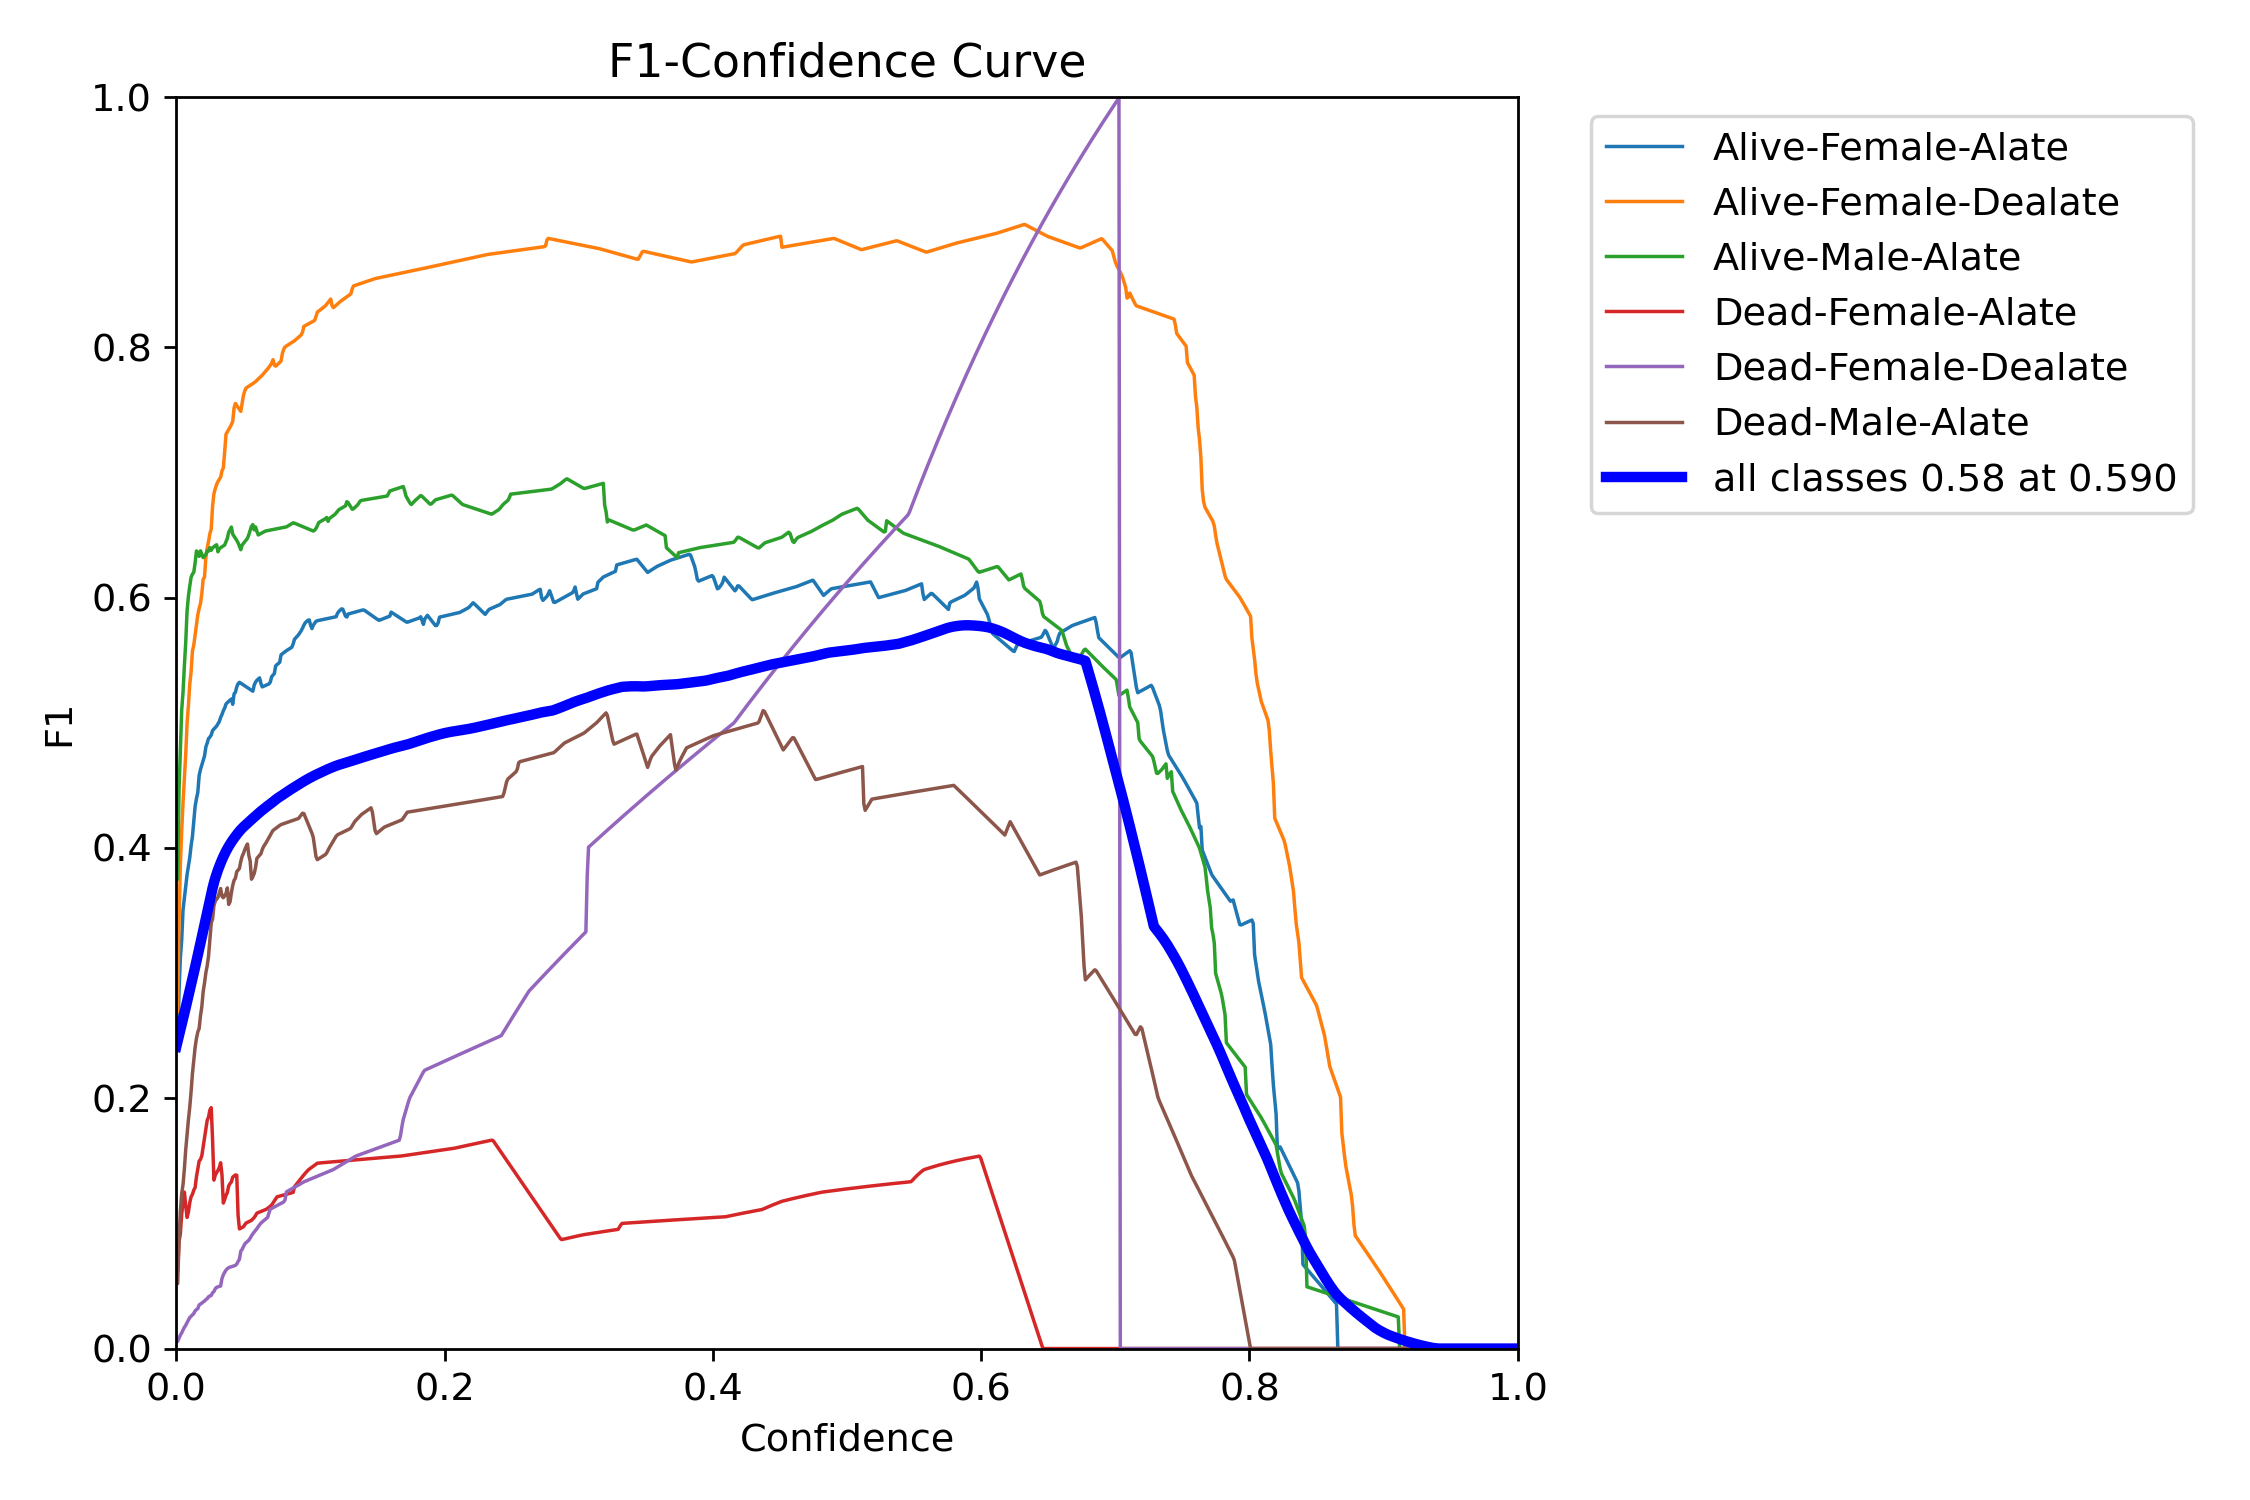 F1-Confidence Curve
1.0
0.8
0.6
0.4
0.2
0.0
F1
0.0 0.2 0.4 0.6 0.8 1.0
Confidence
Alive-Female-Alate
Alive-Female-Dealate
Alive-Male-Alate
Dead-Female-Alate
Dead-Female-Dealate
Dead-Male-Alate
all classes 0.58 at 0.590